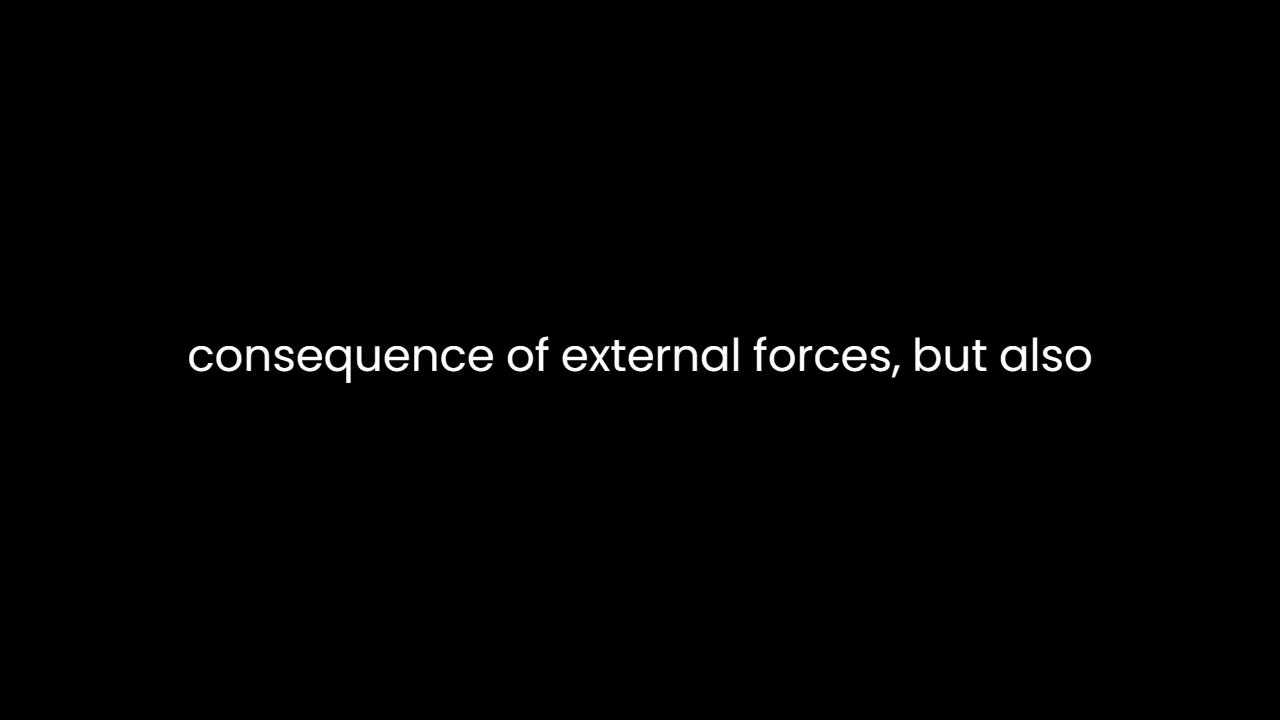 consequence of external forces, but also